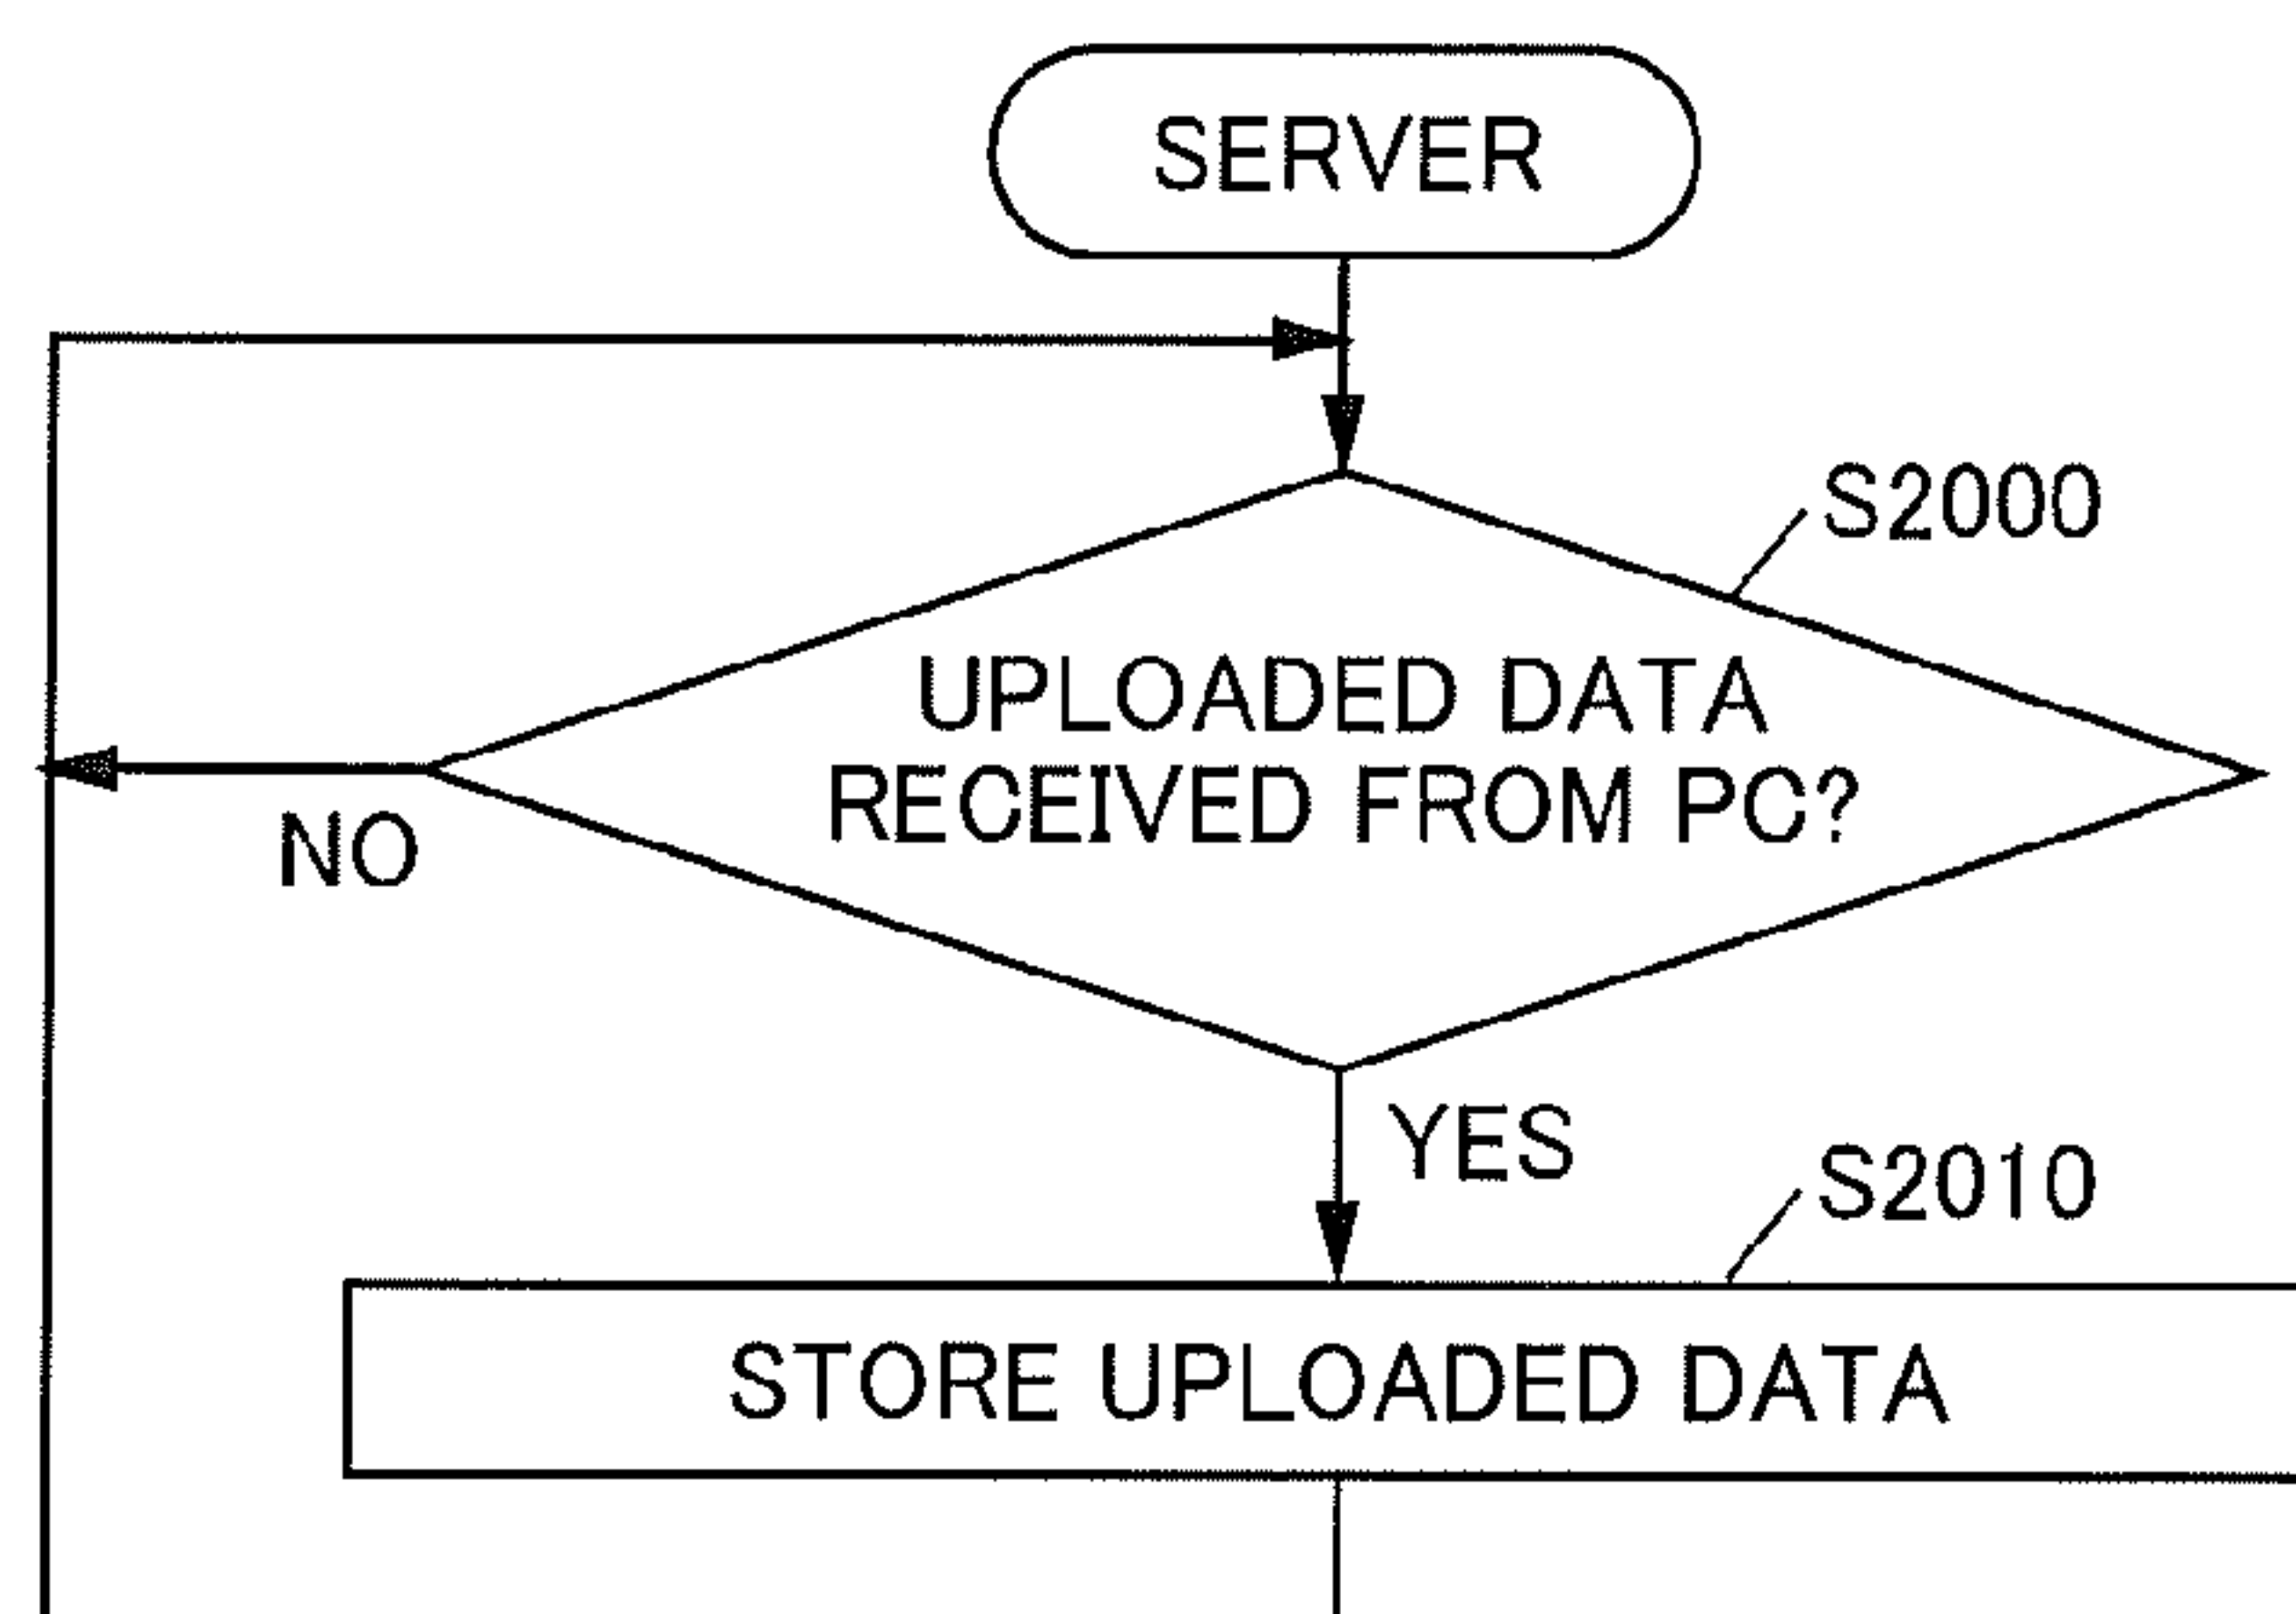 SERVER
S2000
UPLOADED DATA
RECEIVED FROM PC?
NO
YES
S2010
STORE UPLOADED DATA